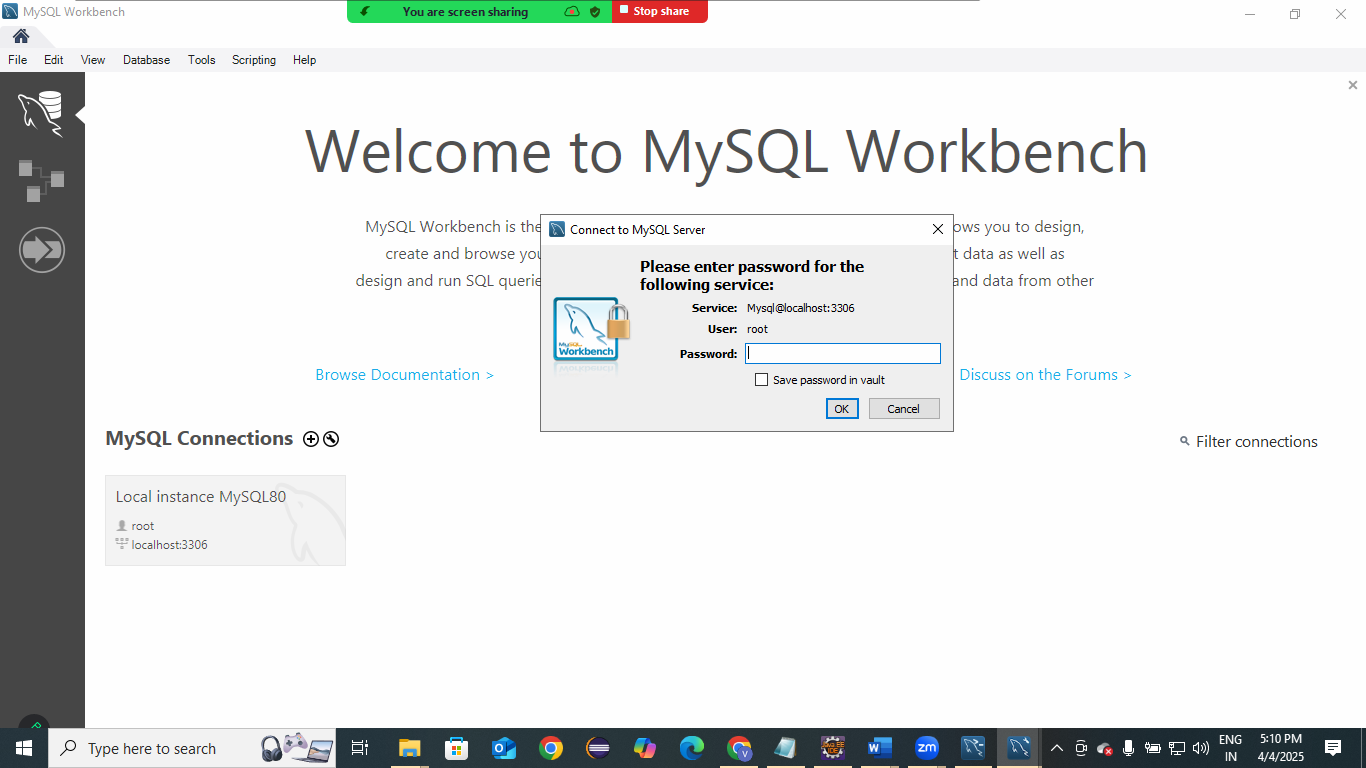 MySQL Workbench
You are screen sharing
Stop share
File Edit View Database Tools Scripting Help
Welcome to MySQL Workbench
MySQL Workbench is the
ows you to design,
create and browse you
t data as well as
design and run SQL querie
and data from other
Connect to MySQL Server
Please enter password for the
following service:
Service: Mysql@localhost:3306
User: root
Password:
Save password in vault
OK Cancel
MySQL
Workbench
Browse Documentation >
Discuss on the Forums >
MySQL Connections
Filter connections
Local instance MySQL80
root
localhost:3306
Type here to search
zm
ENG
IN
5:10 PM
4/4/2025